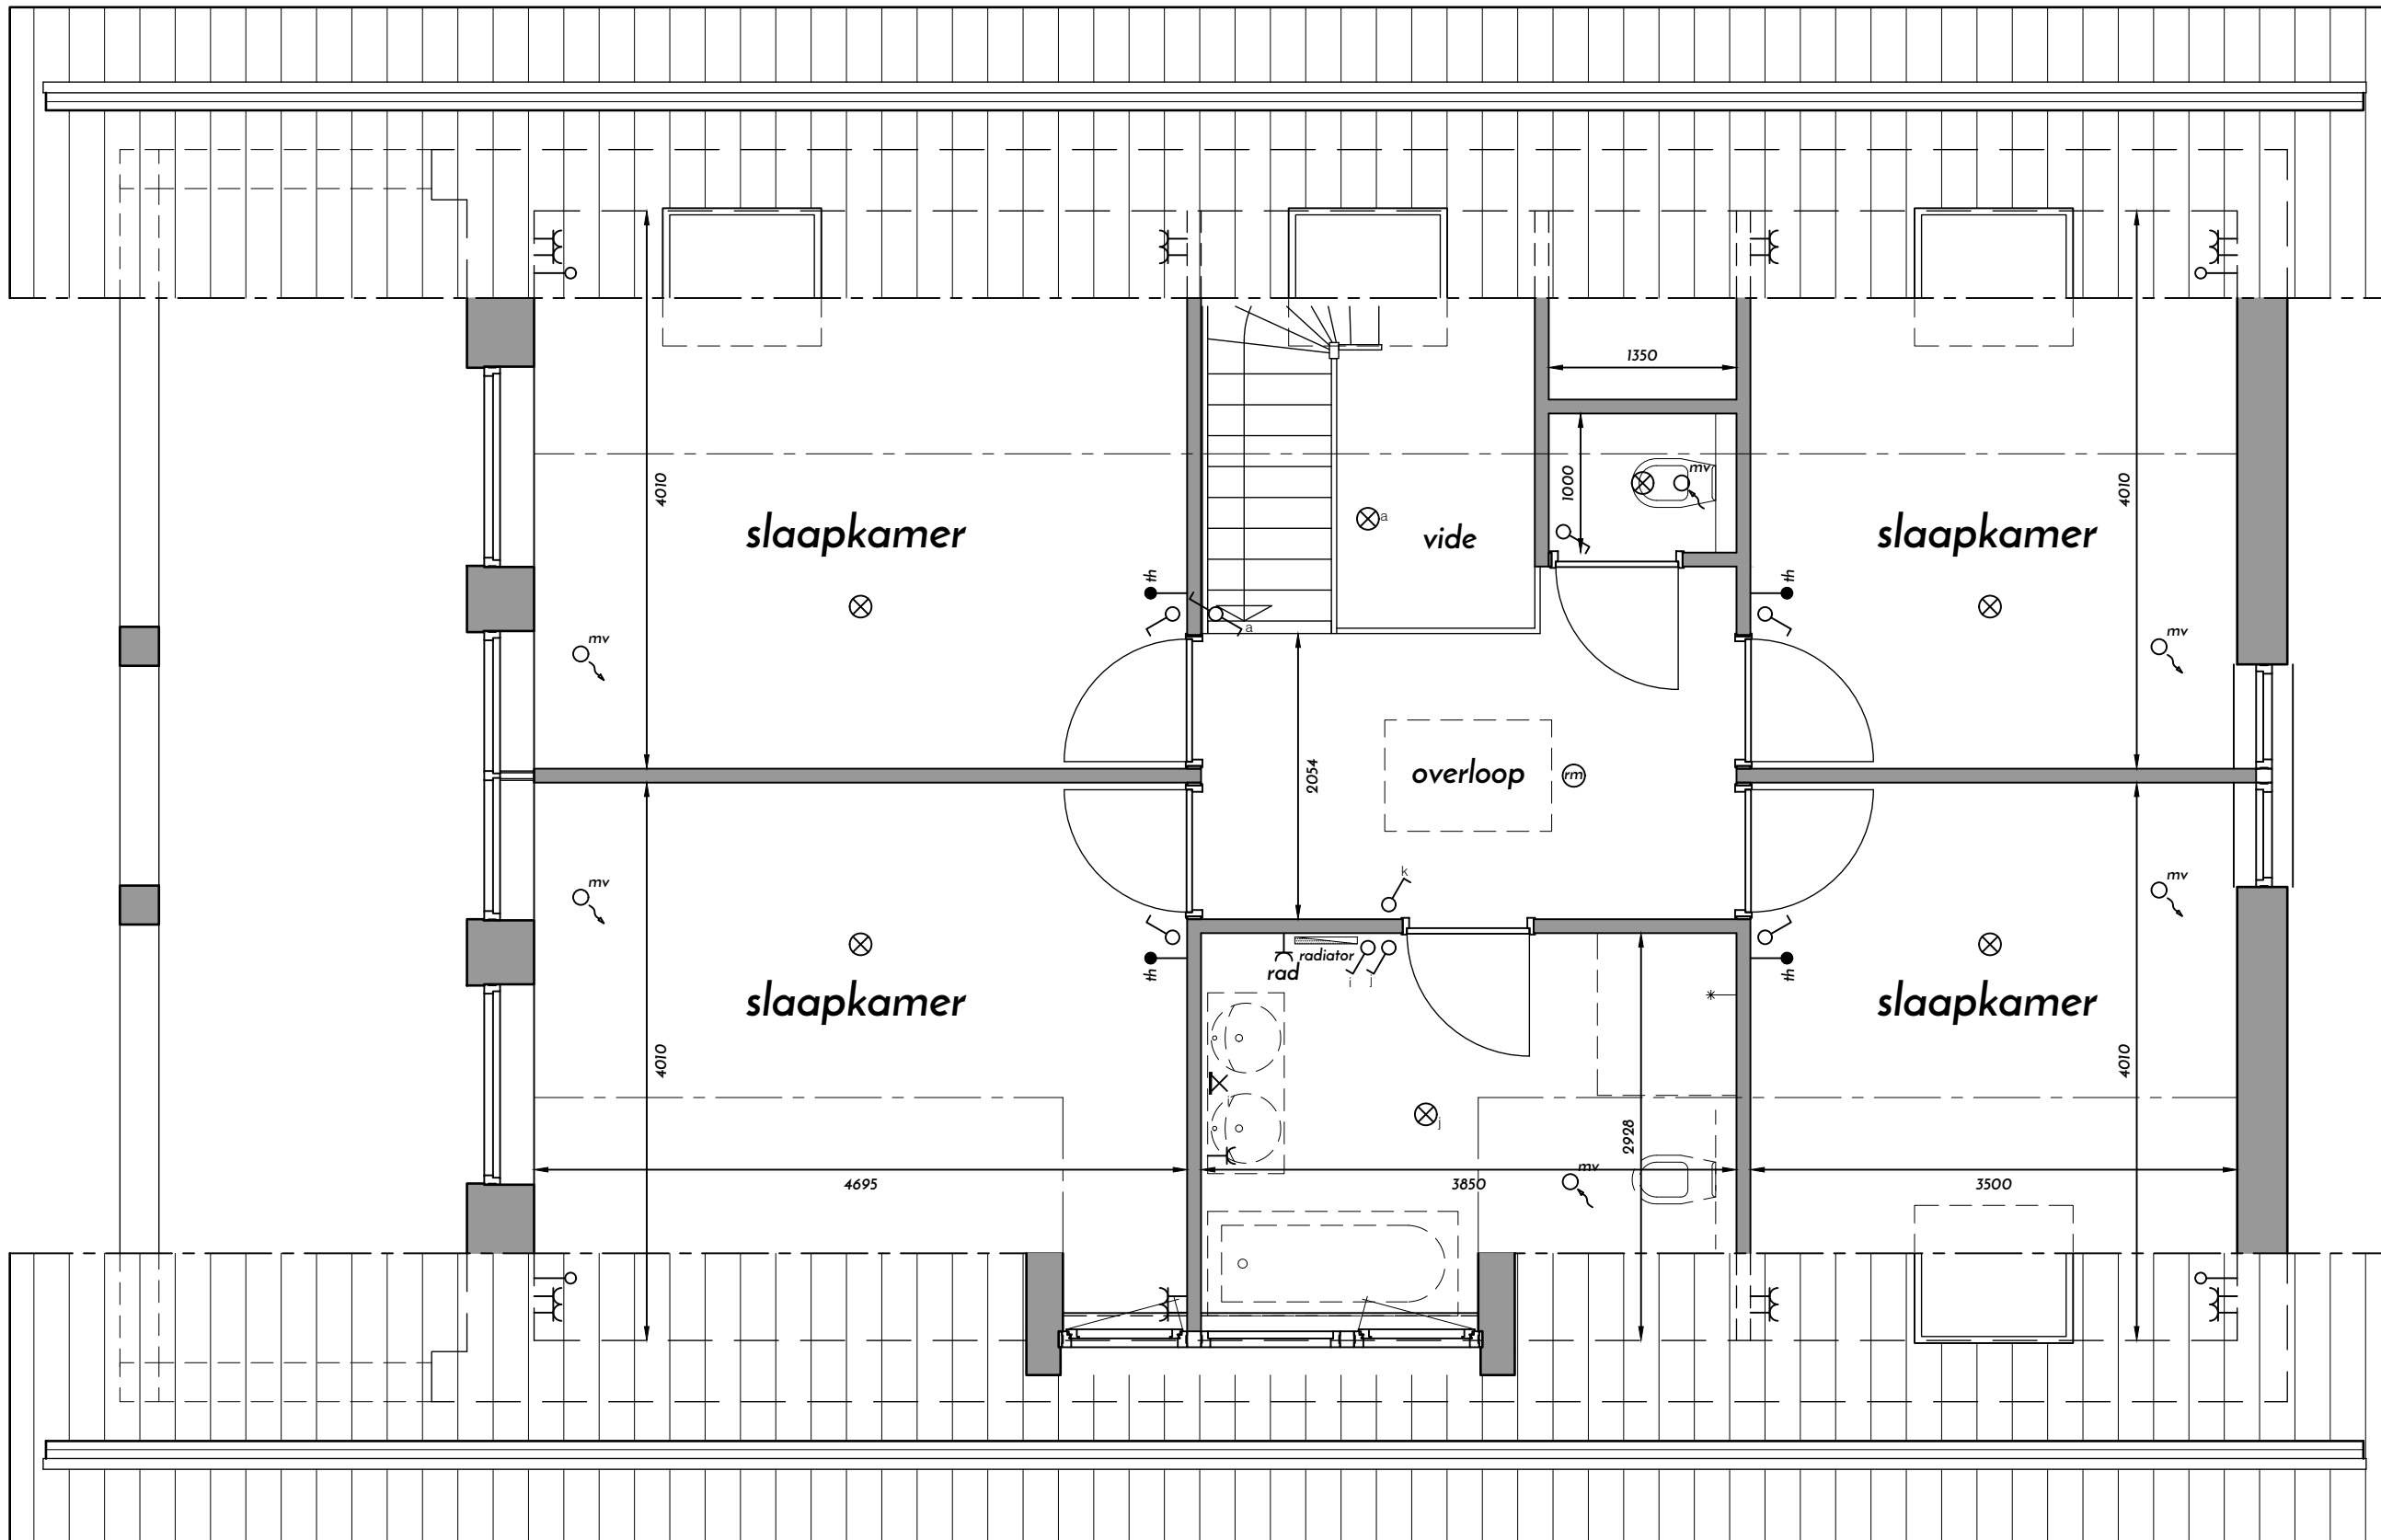 1350
4010
1000
mv
4010
slaapkamer
a
vide
slaapkamer
th
th
a
mv
mv
2054
overloop
rm
k
mv
mv
radiator
rad
th
th
i
j
slaapkamer
slaapkamer
4010
4010
i
j
2928
mv
4695
3850
3500